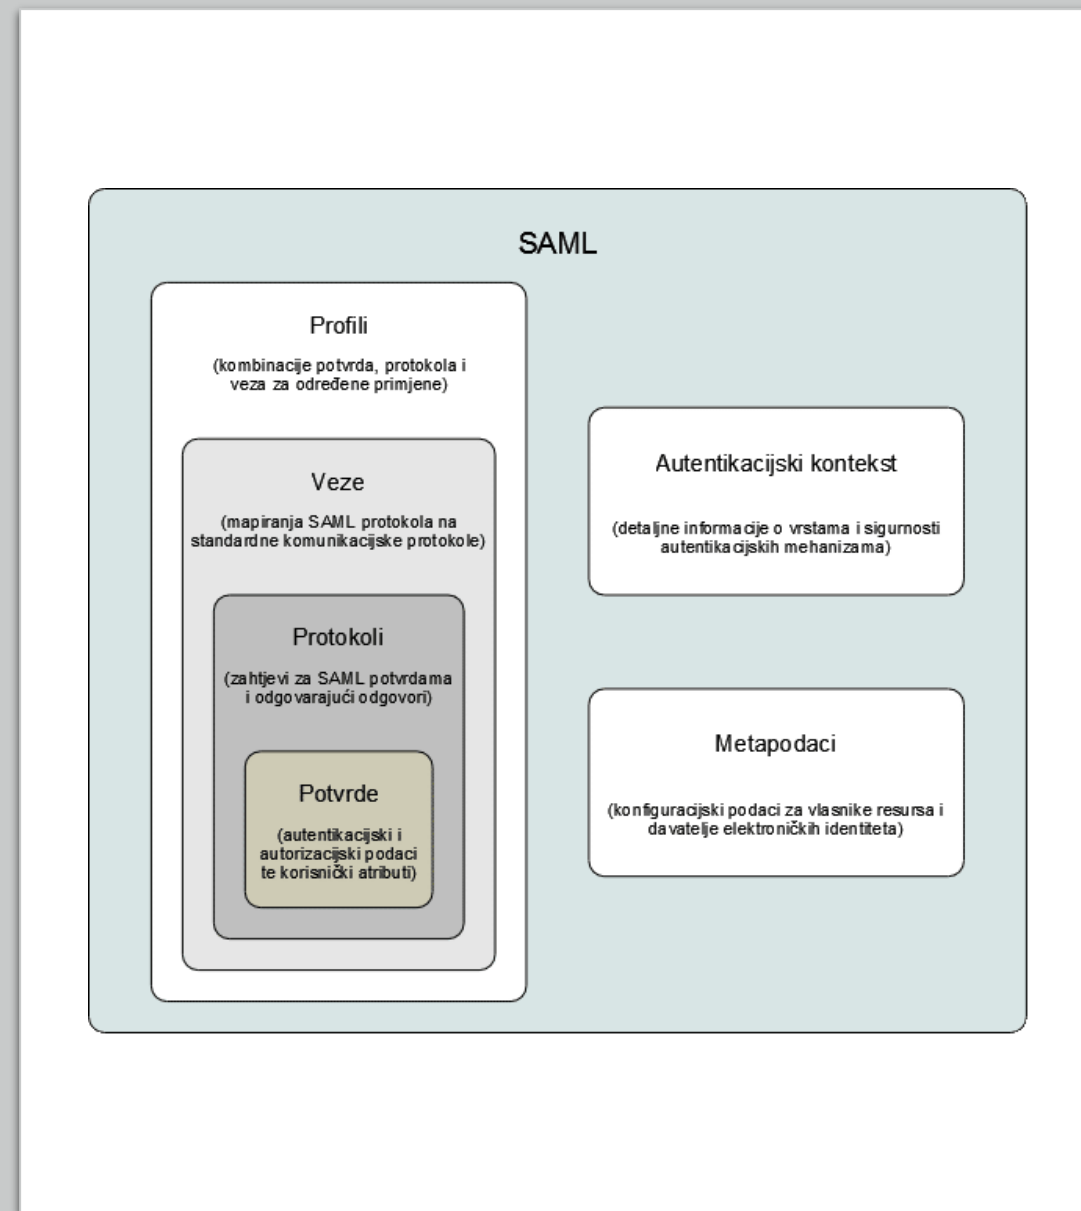 SAML
Profili
(kombinacije potvrda, protokola i
veza za određene primjene)
Veze
(mapiranja SAML protokola na
standardne komunikacijske protokole)
Protokoli
(zahtjevi za SAML potvrdama
i odgovarajući odgovori)
Potvrde
(autentikacijski i
autorizacijski podaci
te korisnički atributi)
Autentikacijski kontekst
(detaljne informacije o vrstama i sigurnosti
autentikacijskih mehanizama)
Metapodaci
(konfiguracijski podaci za vlasnike resursa i
davatelje elektroničkih identiteta)